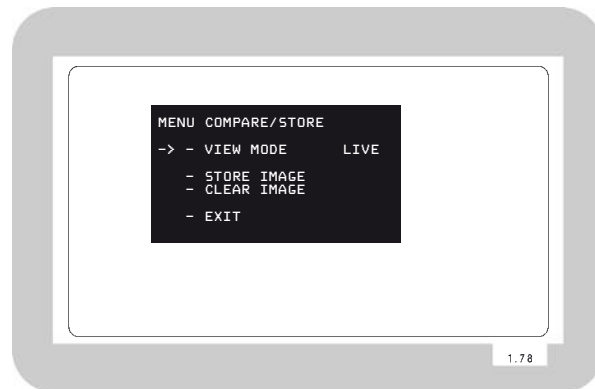 MENU COMPARE/STORE
-> - VIEW MODE LIVE
- STORE IMAGE
- CLEAR IMAGE
- EXIT
1.78